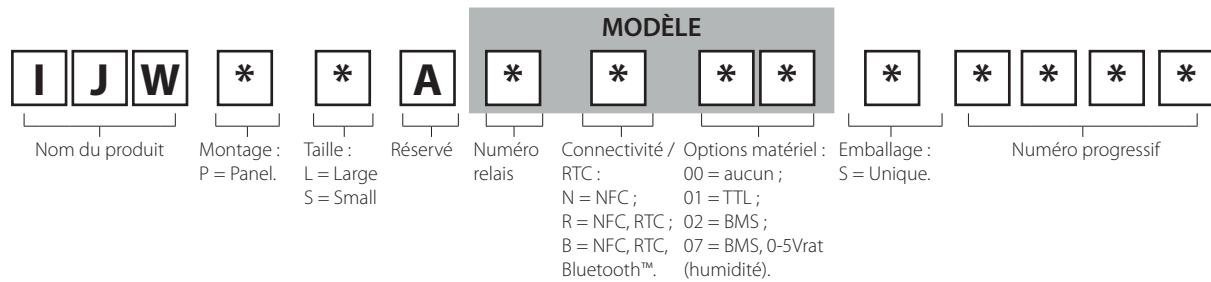 MODÈLE
I J W * * A * * * * * * * * *
Nom du produit
Montage :
P = Panel.
Taille :
L = Large
S = Small
Réservé
Numéro
relais
Connectivité /
RTC :
N = NFC ;
R = NFC, RTC ;
B = NFC, RTC,
Bluetooth™.
Options matériel :
00 = aucun ;
01 = TTL ;
02 = BMS ;
07 = BMS, 0-5Vrat
(humidité).
Emballage :
S = Unique.
Numéro progressif